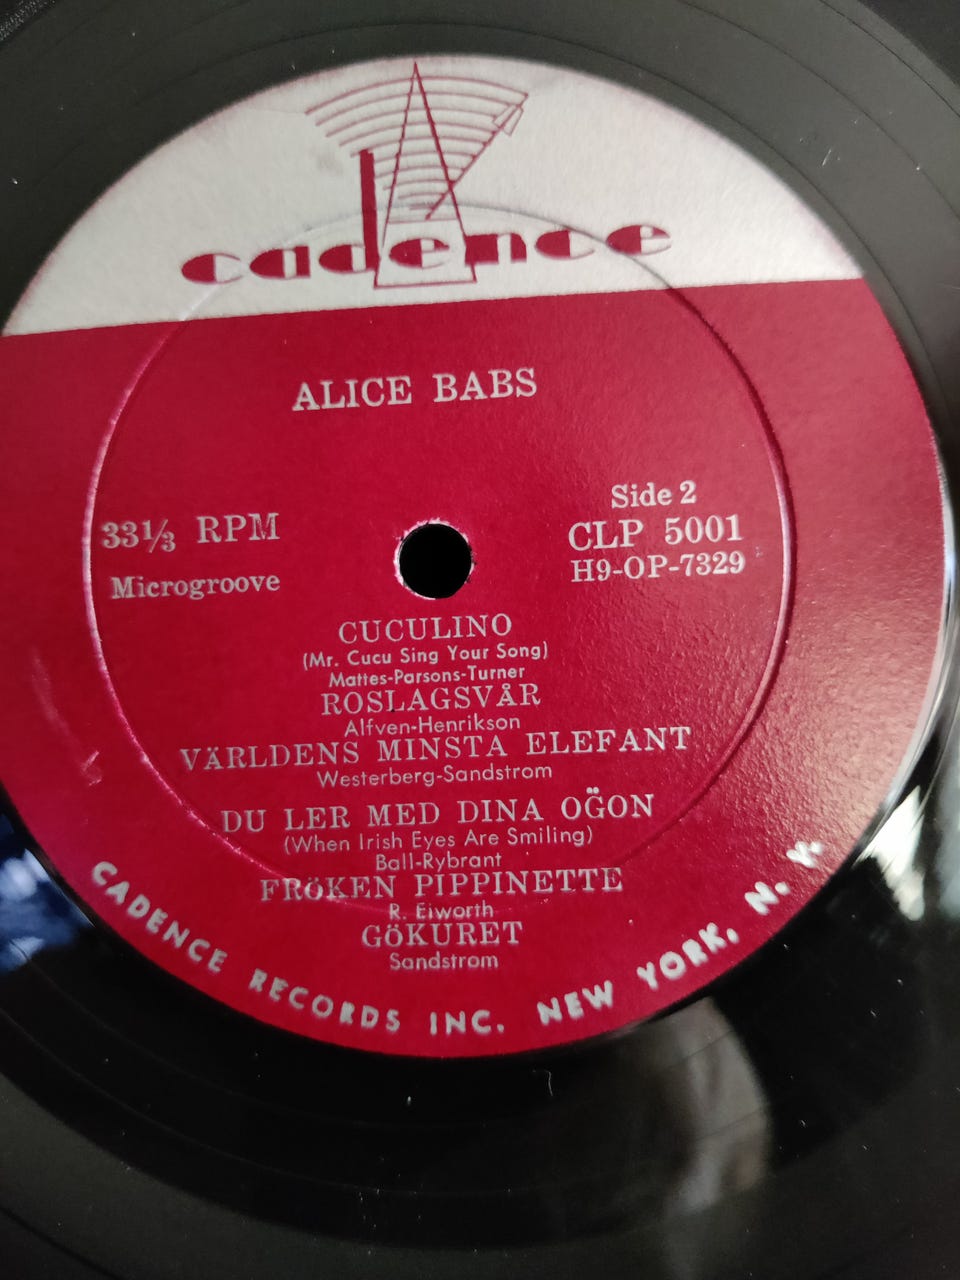 cadence
ALICE BABS
Side 2
33⅓ RPM
CLP 5001
Microgroove
H9-OP-7329
CUCULINO
(Mr. Cucu Sing Your Song)
Mattes-Parsons-Turner
ROSLAGSVÅR
Alfven-Henrikson
VÄRLDENS MINSTA ELEFANT
Westerberg-Sandstrom
DU LER MED DINA OG̈ON
(When Irish Eyes Are Smiling)
Ball-Rybrant
FRöKEN PIPPINETTE
R. Eiworth
GöKURET
Sandstrom
CADENCE RECORDS INC. NEW YORK, N. Y.